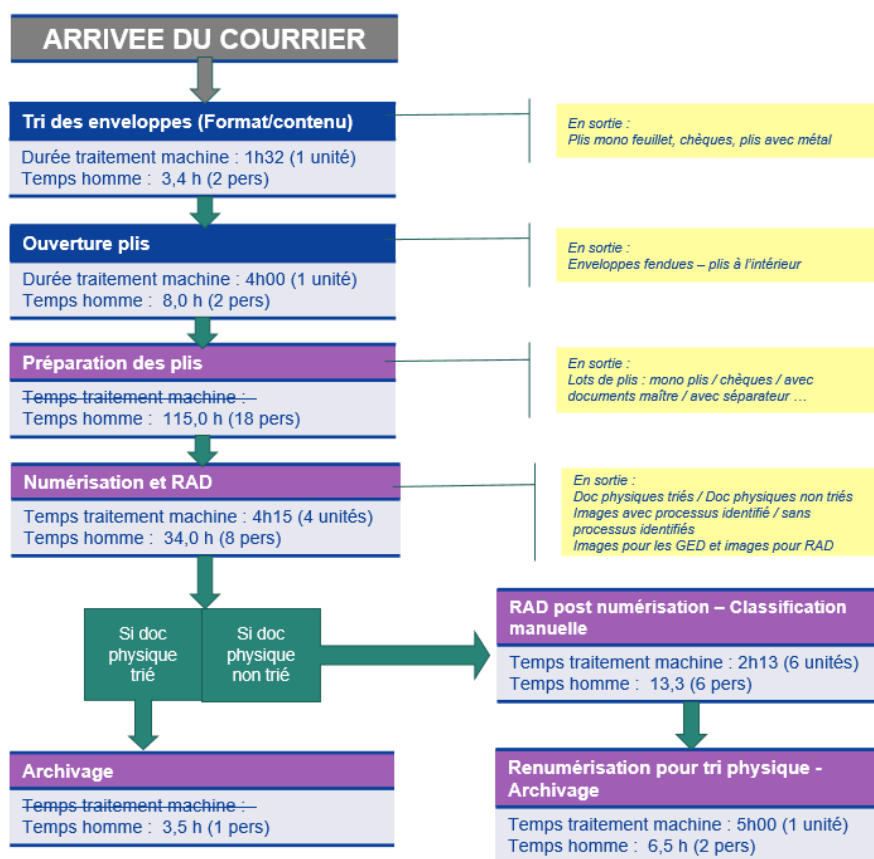 ARRIVEE DU COURRIER
Tri des enveloppes (Format/contenu)
Durée traitement machine : 1h32 (1 unité)
Temps homme : 3,4 h (2 pers)
En sortie :
Plis mono feuillet, chèques, plis avec métal
Ouverture plis
Durée traitement machine : 4h00 (1 unité)
Temps homme : 8,0 h (2 pers)
En sortie :
Enveloppes fendues – plis à l'intérieur
Préparation des plis
Temps traitement machine : -
Temps homme : 115,0 h (18 pers)
En sortie :
Lots de plis : mono plis / chèques / avec
documents maître / avec séparateur ...
Numérisation et RAD
Temps traitement machine : 4h15 (4 unités)
Temps homme : 34,0 h (8 pers)
En sortie :
Doc physiques triés / Doc physiques non triés
Images avec processus identifié / sans
processus identifiés
Images pour les GED et images pour RAD
Si doc
physique
trié
Si doc
physique
non trié
RAD post numérisation – Classification
manuelle
Temps traitement machine : 2h13 (6 unités)
Temps homme : 13,3 (6 pers)
Archivage
Temps traitement machine : -
Temps homme : 3,5 h (1 pers)
Renumérisation pour tri physique -
Archivage
Temps traitement machine : 5h00 (1 unité)
Temps homme : 6,5 h (2 pers)